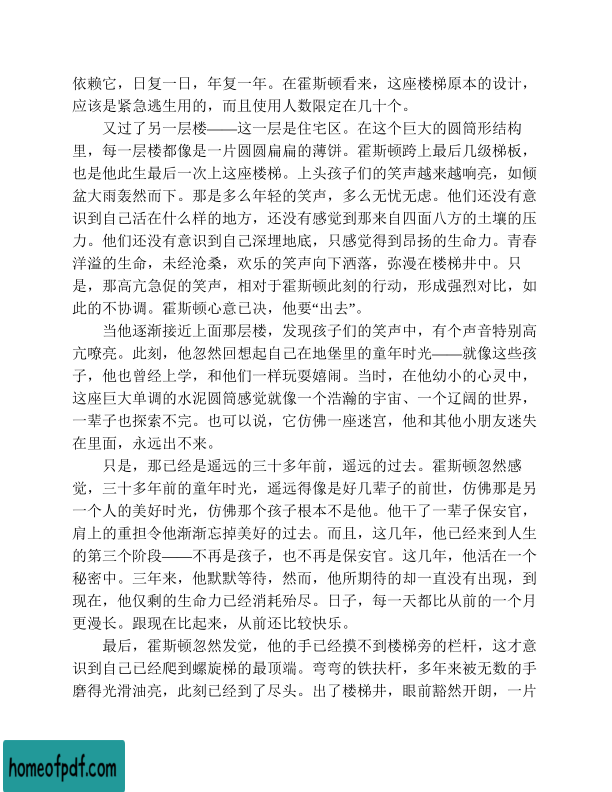 依赖它，日复一日，年复一年。在霍斯顿看来，这座楼梯原本的设计，
应该是紧急逃生用的，而且使用人数限定在几十个。
又过了另一层楼——这一层是住宅区。在这个巨大的圆筒形结构
里，每一层楼都像是一片圆圆扁扁的薄饼。霍斯顿跨上最后几级梯板，
也是他此生最后一次上这座楼梯。上头孩子们的笑声越来越响亮，如倾
盆大雨轰然而下。那是多么年轻的笑声，多么无忧无虑。他们还没有意
识到自己活在什么样的地方，还没有感觉到那来自四面八方的土壤的压
力。他们还没有意识到自己深埋地底，只感觉得到昂扬的生命力。青春
洋溢的生命，未经沧桑，欢乐的笑声向下洒落，弥漫在楼梯井中。只
是，那高亢急促的笑声，相对于霍斯顿此刻的行动，形成强烈对比，如
此的不协调。霍斯顿心意已决，他要“出去”。
当他逐渐接近上面那层楼，发现孩子们的笑声中，有个声音特别高
亢嘹亮。此刻，他忽然回想起自己在地堡里的童年时光——就像这些孩
子，他也曾经上学，和他们一样玩耍嬉闹。当时，在他幼小的心灵中，
这座巨大单调的水泥圆筒感觉就像一个浩瀚的宇宙、一个辽阔的世界，
一辈子也探索不完。也可以说，它仿佛一座迷宫，他和其他小朋友迷失
在里面，永远出不来。
只是，那已经是遥远的三十多年前，遥远的过去。霍斯顿忽然感
觉，三十多年前的童年时光，遥远得像是好几辈子的前世，仿佛那是另
一个人的美好时光，仿佛那个孩子根本不是他。他干了一辈子保安官，
肩上的重担令他渐渐忘掉美好的过去。而且，这几年，他已经来到人生
的第三个阶段——不再是孩子，也不再是保安官。这几年，他活在一个
秘密中。三年来，他默默等待，然而，他所期待的却一直没有出现，到
现在，他仅剩的生命力已经消耗殆尽。日子，每一天都比从前的一个月
更漫长。跟现在比起来，从前还比较快乐。
最后，霍斯顿忽然发觉，他的手已经摸不到楼梯旁的栏杆，这才意
识到自己已经爬到螺旋梯的最顶端。弯弯的铁扶杆，多年来被无数的手
磨得光滑油亮，此刻已经到了尽头。出了楼梯井，眼前豁然开朗，一片
homeofpdf.com